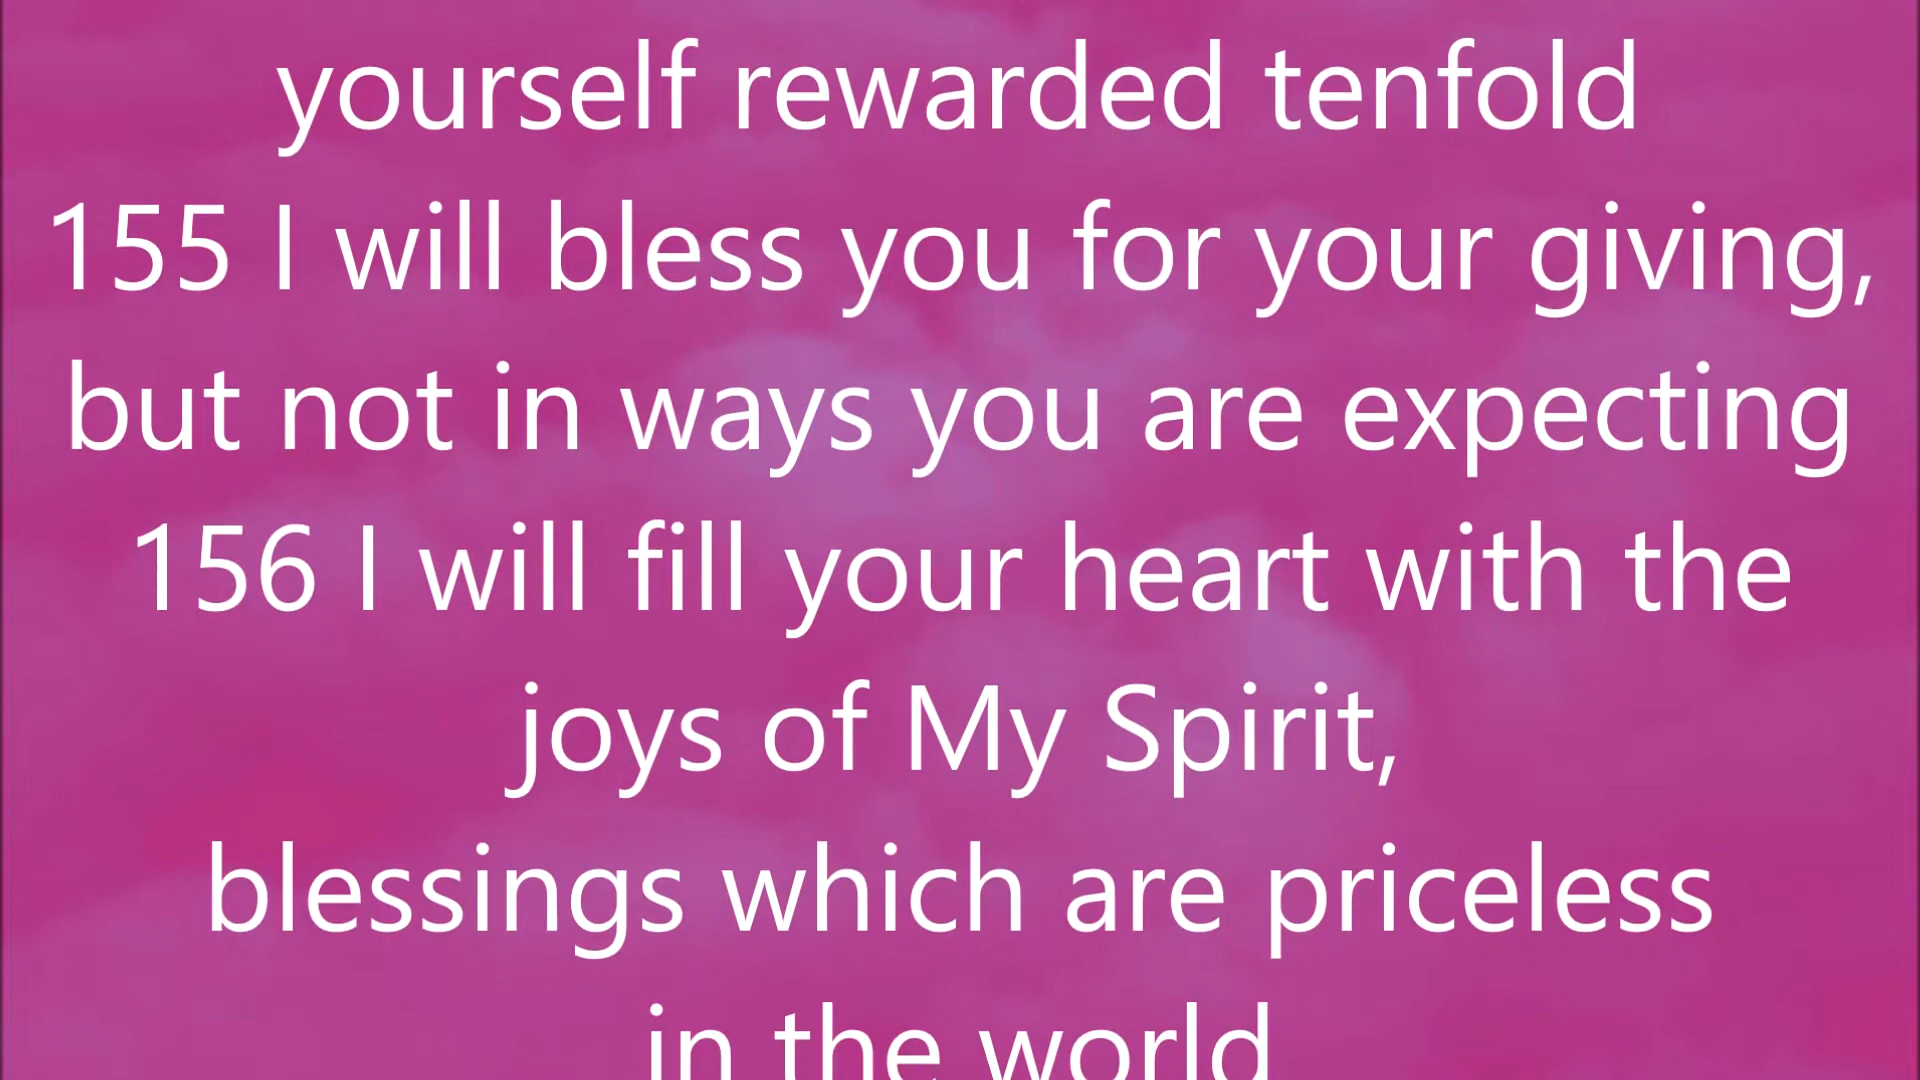 yourself rewarded tenfold
155 I will bless you for your giving,
but not in ways you are expecting
156 I will fill your heart with the
joys of My Spirit,
blessings which are priceless
in the world